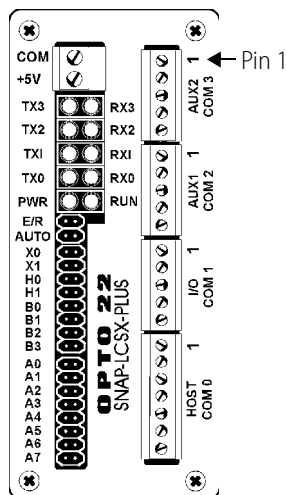 COM
+5V
TX3 RX3
TX2 RX2
TX1 RX1
TX0 RX0
PWR RUN
E/R
AUTO
X0
X1
H0
H1
B0
B1
B2
B3
A0
A1
A2
A3
A4
A5
A6
A7
OPTO 22
SNAP-LCSX-PLUS
1
AUX2
COM 3
1
AUX1
COM 2
1
I/O
COM 1
1
HOST
COM 0
Pin 1